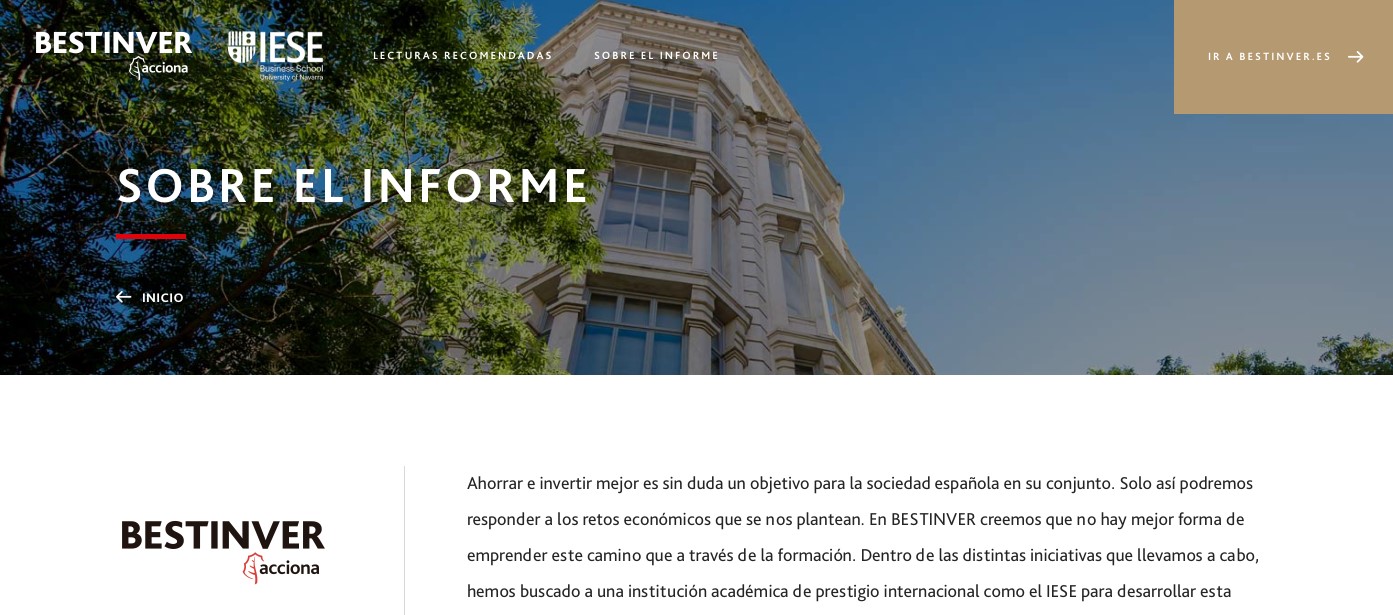 BESTINVER
acciona
IESE
Business School
University of Navarra
LECTURAS RECOMENDADAS
SOBRE EL INFORME
IR A BESTINVER.ES
SOBRE EL INFORME
INICIO
BESTINVER
acciona
Ahorrar e invertir mejor es sin duda un objetivo para la sociedad española en su conjunto. Solo así podremos
responder a los retos económicos que se nos plantean. En BESTINVER creemos que no hay mejor forma de
emprender este camino que a través de la formación. Dentro de las distintas iniciativas que llevamos a cabo,
hemos buscado a una institución académica de prestigio internacional como el IESE para desarrollar esta